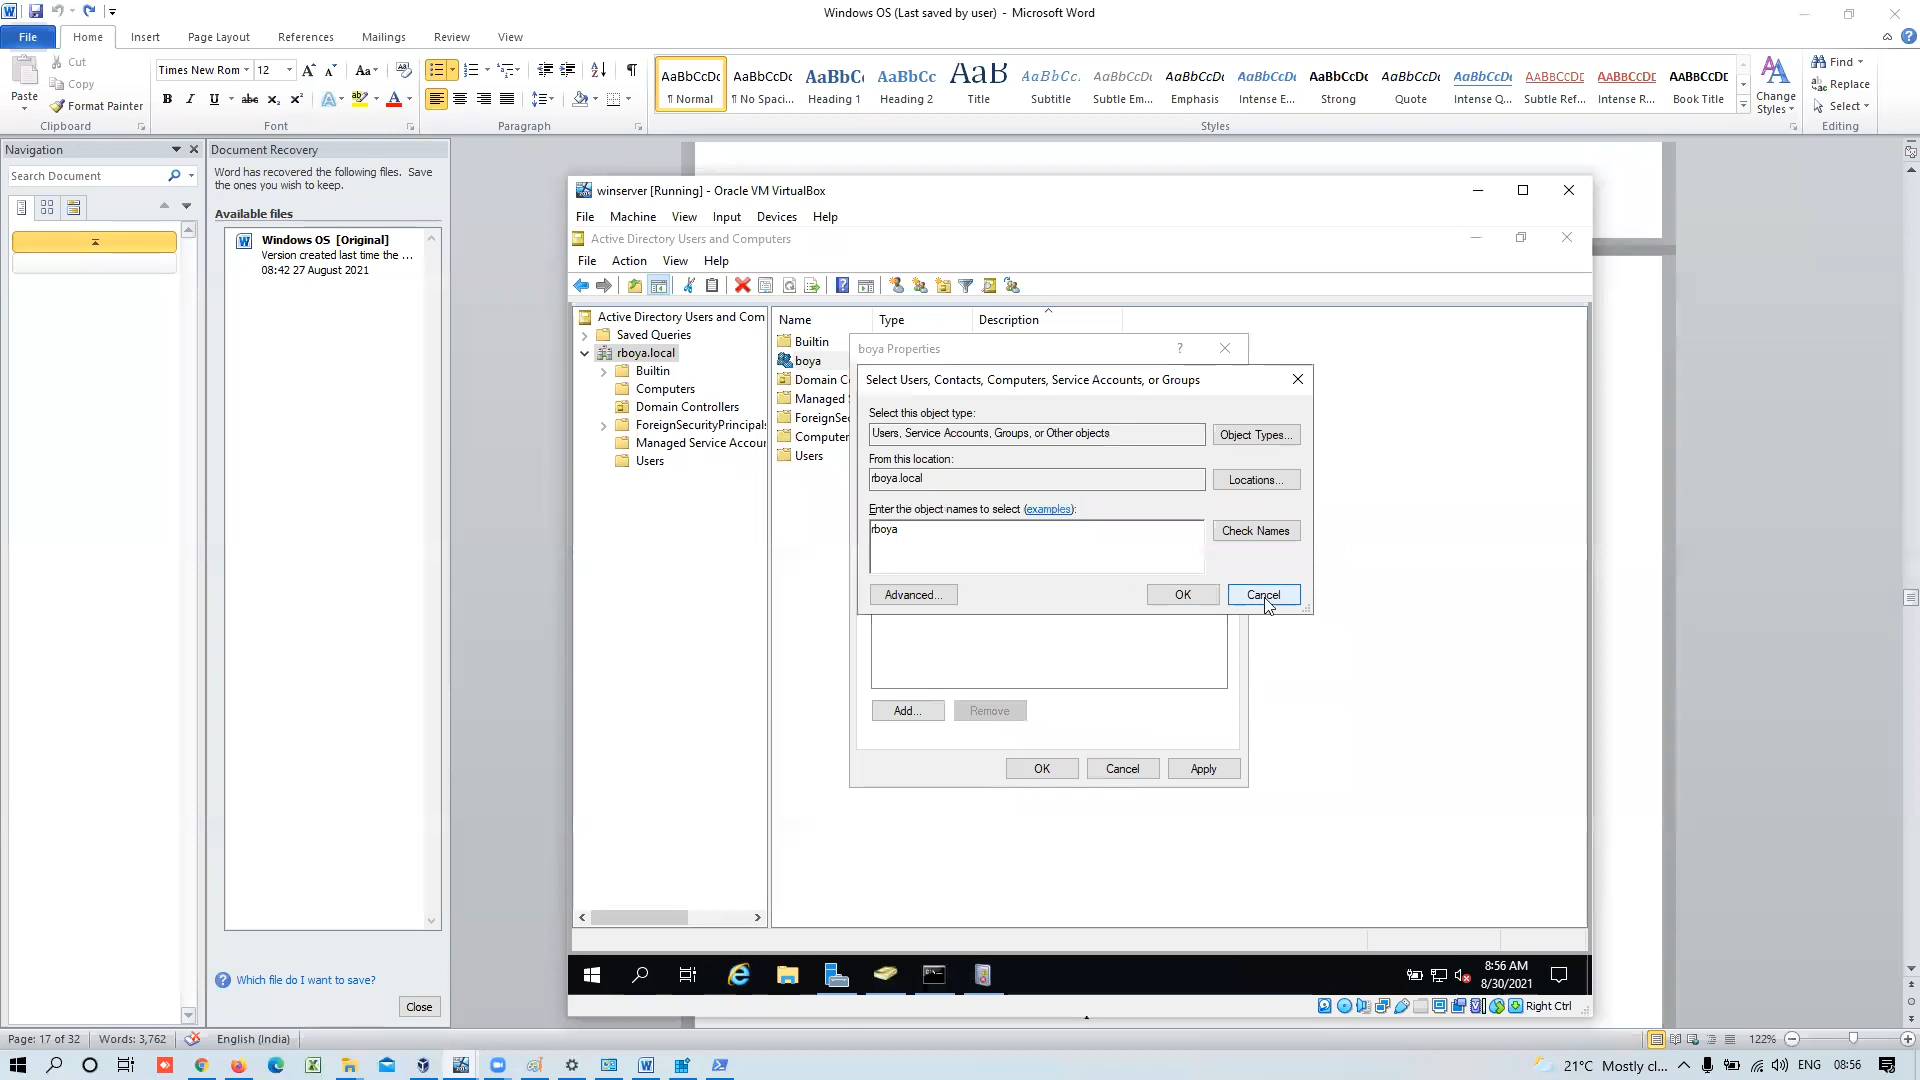 Windows OS (Last saved by user) - Microsoft Word
File Home Insert Page Layout References Mailings Review View
Paste
Cut
Copy
Format Painter
Clipboard
Times New Rom 12
Font
Paragraph
AaBbCcDc AaBbCcDc AaBbC AaBbCc AaB AaBbCc. AaBbCcDt AaBbCcDt AaBbCcDt AaBbCcDc AaBbCcDt AaBbCcDt AaBbCcDt AaBbCcDt AaBbCcDt
¶ Normal ¶ No Spaci... Heading 1 Heading 2 Title Subtitle Subtle Em... Emphasis Intense E... Strong Quote Intense Q... Subtle Ref... Intense R... Book Title
Styles
Change Styles
Find
Replace
Select
Editing
Navigation
Search Document
Document Recovery
Word has recovered the following files. Save
the ones you wish to keep.
Available files
Windows OS [Original]
Version created last time the ...
08:42 27 August 2021
Which file do I want to save?
Close
winserver [Running] - Oracle VM VirtualBox
File Machine View Input Devices Help
Active Directory Users and Computers
File Action View Help
Active Directory Users and Com
Saved Queries
rboya.local
Builtin
Computers
Domain Controllers
ForeignSecurityPrincipals
Managed Service Accour
Users
Name Type Description
Builtin
boya
Domain C
Managed S
ForeignSec
Computer
Users
boya Properties
Select Users, Contacts, Computers, Service Accounts, or Groups
Select this object type:
Users, Service Accounts, Groups, or Other objects
Object Types...
From this location:
rboya.local
Locations...
Enter the object names to select (examples):
rboya
Check Names
Advanced...
OK
Cancel
Add...
Remove
OK
Cancel
Apply
8:56 AM
8/30/2021
Right Ctrl
Page: 17 of 32 Words: 3,762 English (India)
122%
21°C Mostly cl... ENG 08:56